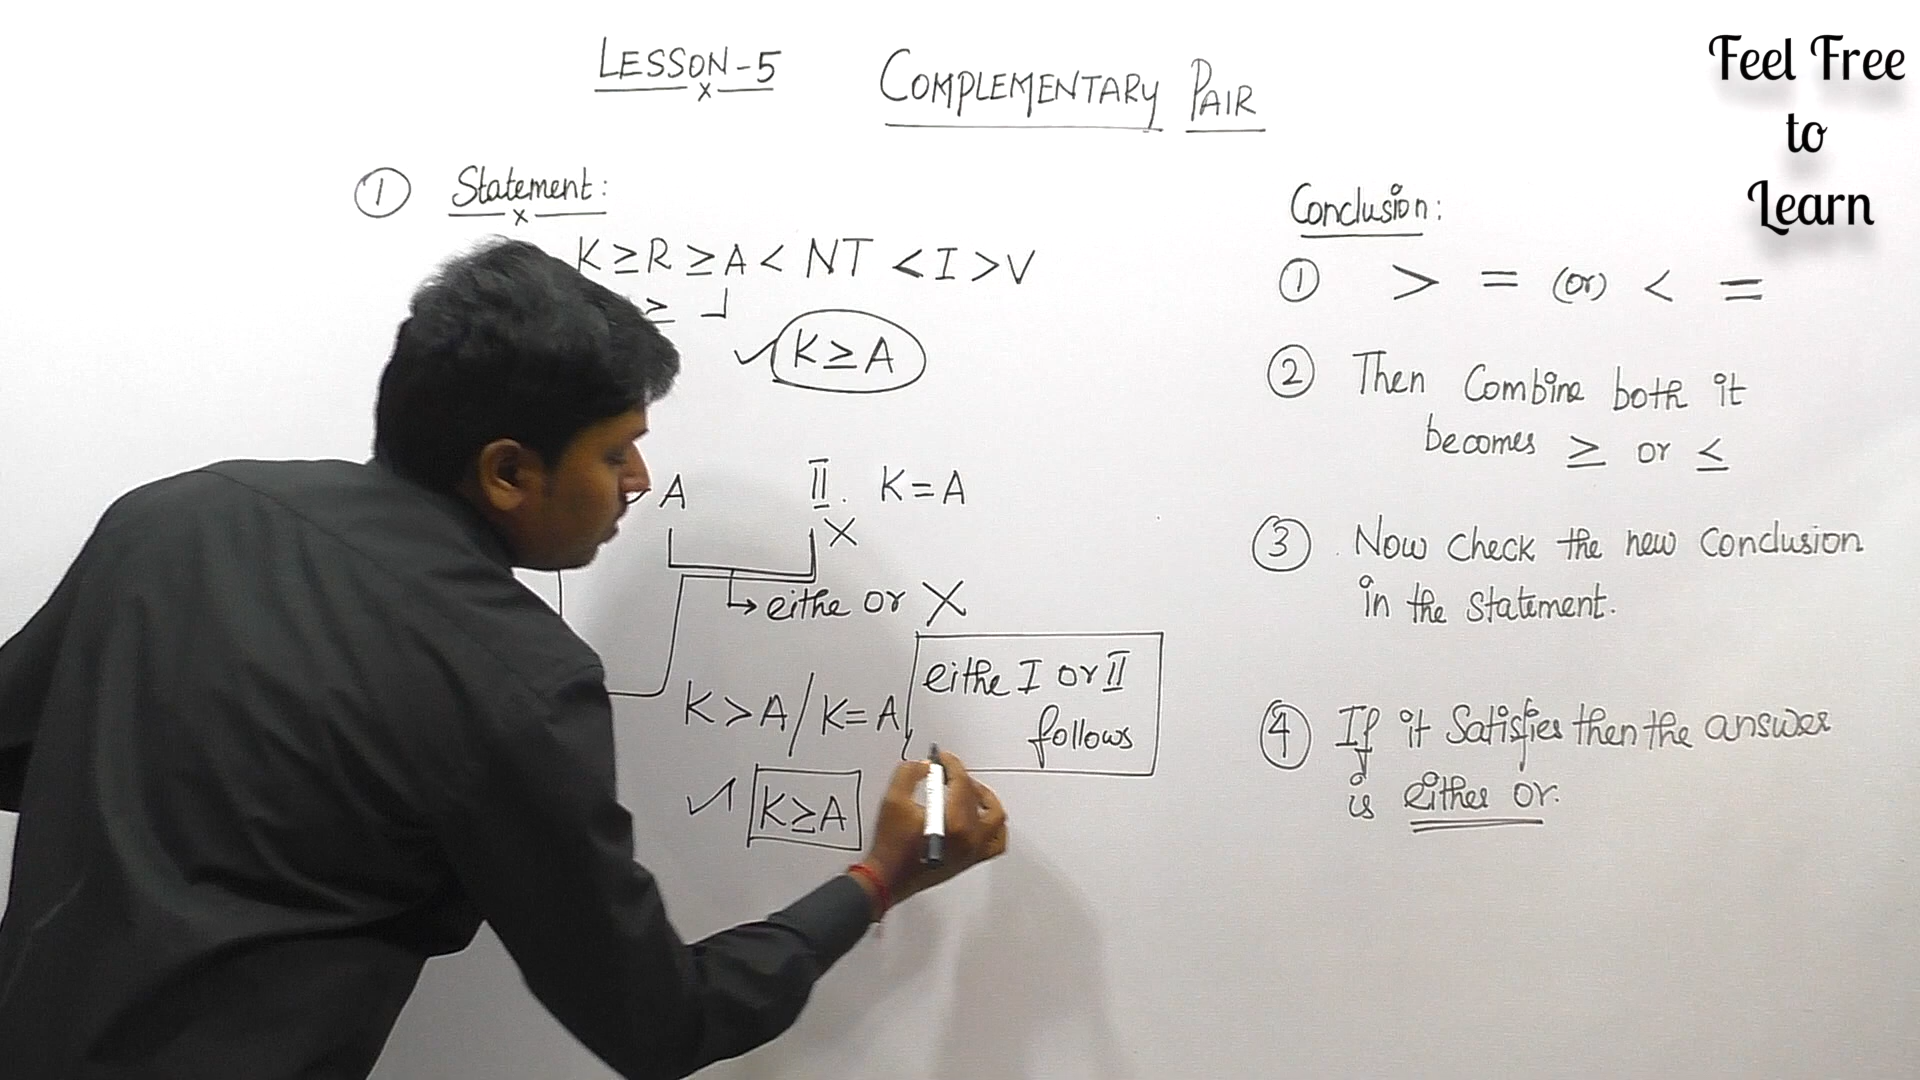 LESSON-5 COMPLEMENTARY PAIR
Feel Free
to
Learn
① Statement:
K ≥ R ≥ A < NT < I > V
≥
✓ K ≥ A
A II. K = A
X
→ eithe or X
K > A / K = A
eithe I or II
follows
✓ K ≥ A
Conclusion:
① > = (or) < =
② Then Combine both it
becomes ≥ or ≤
③ Now check the new conclusion
in the statement.
④ If it Satisfies then the answer
is either or.